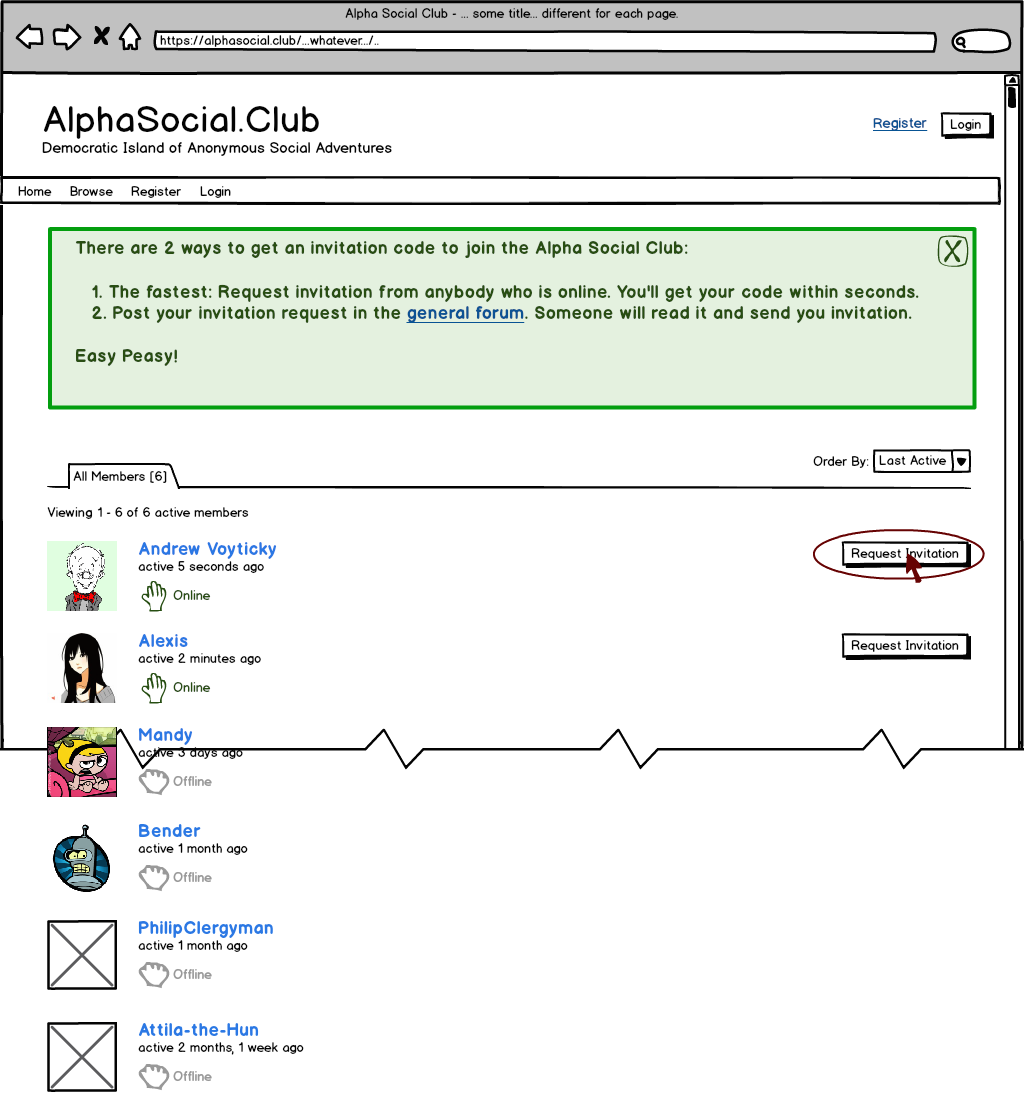 Alpha Social Club - ... some title... different for each page.
https://alphasocial.club/...whatever.../..
AlphaSocial.Club
Democratic Island of Anonymous Social Adventures
Register Login
Home Browse Register Login
There are 2 ways to get an invitation code to join the Alpha Social Club:
X
1. The fastest: Request invitation from anybody who is online. You'll get your code within seconds.
2. Post your invitation request in the general forum. Someone will read it and send you invitation.
Easy Peasy!
Order By: Last Active
All Members [6]
Viewing 1 - 6 of 6 active members
Andrew Voyticky
Request Invitation
active 5 seconds ago
Online
Alexis
Request Invitation
active 2 minutes ago
Online
Mandy
active 3 days ago
Offline
Bender
active 1 month ago
Offline
PhilipClergyman
active 1 month ago
Offline
Attila-the-Hun
active 2 months, 1 week ago
Offline